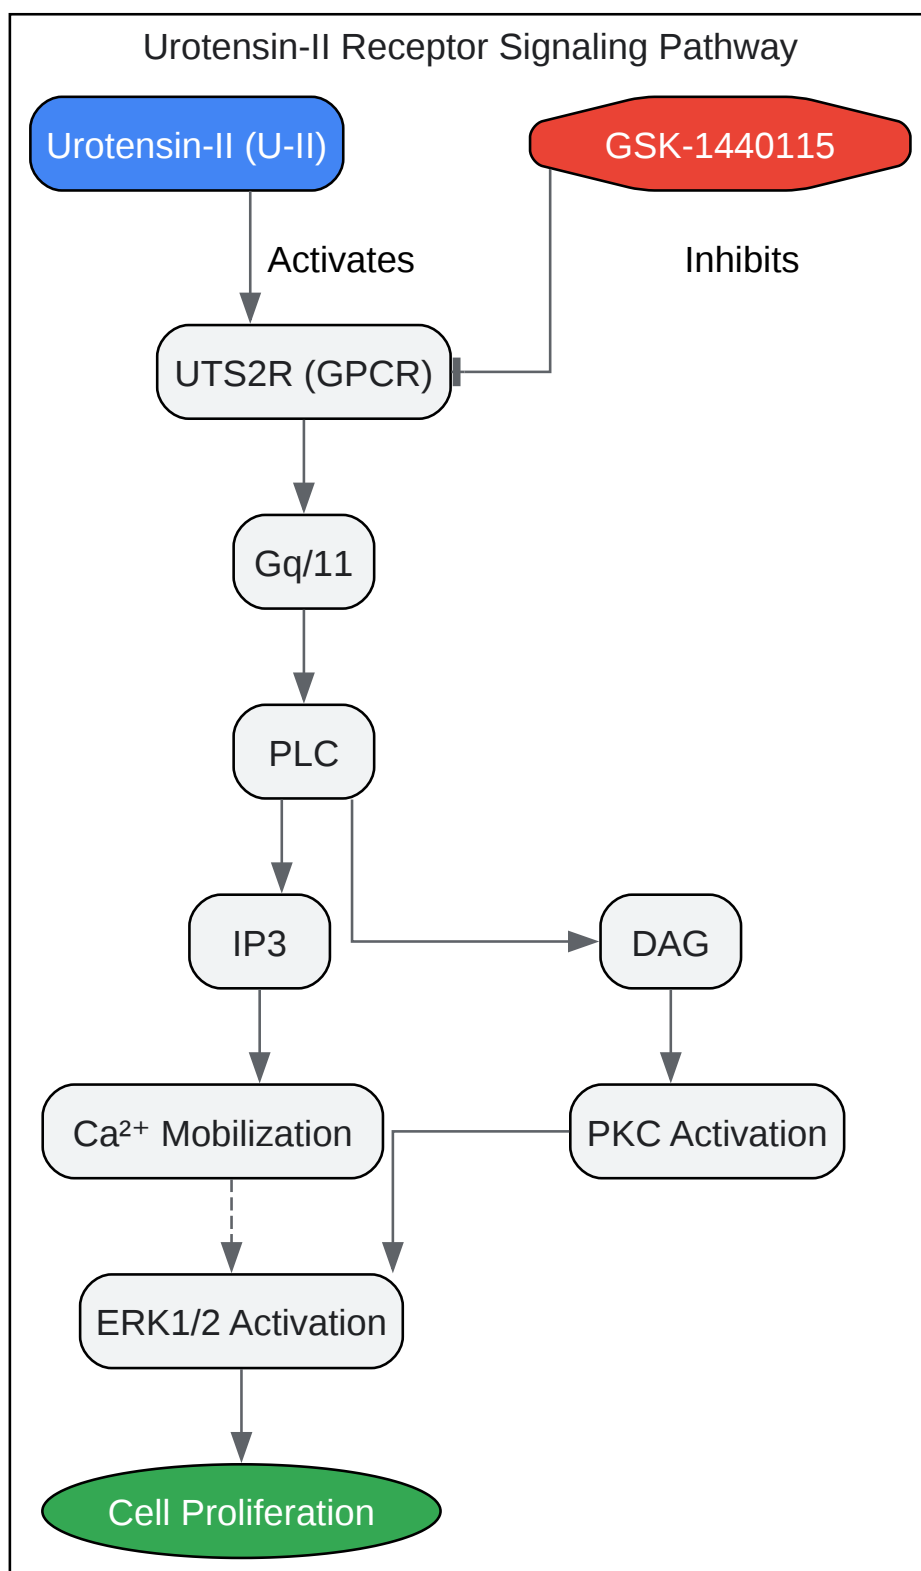 Urotensin-II Receptor Signaling Pathway
Urotensin-II (U-II)
GSK-1440115
Activates
Inhibits
UTS2R (GPCR)
Gq/11
PLC
IP3
DAG
Ca²⁺ Mobilization
PKC Activation
ERK1/2 Activation
Cell Proliferation